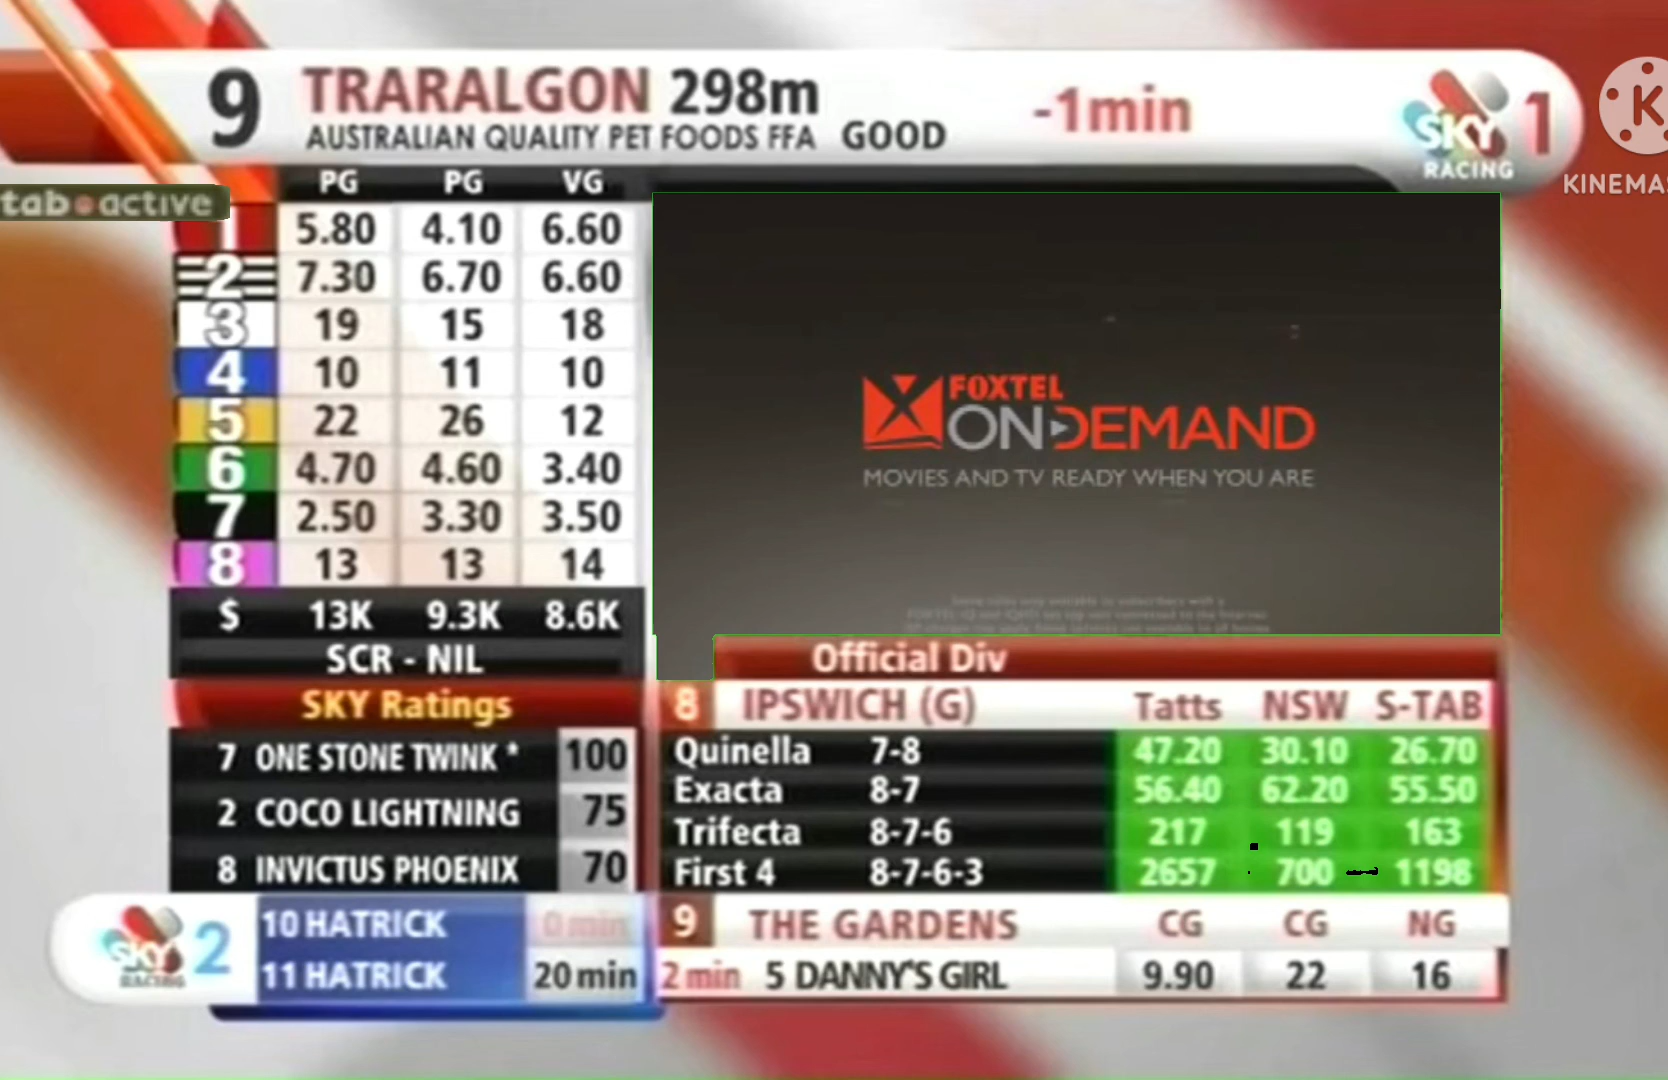 9 TRARALGON 298m -1min
AUSTRALIAN QUALITY PET FOODS FFA GOOD
SKY 1
RACING
K
KINEMAS
tab active
PG PG VG
1 5.80 4.10 6.60
2 7.30 6.70 6.60
3 19 15 18
4 10 11 10
5 22 26 12
6 4.70 4.60 3.40
7 2.50 3.30 3.50
8 13 13 14
$ 13K 9.3K 8.6K
SCR - NIL
FOXTEL
ON DEMAND
MOVIES AND TV READY WHEN YOU ARE
SKY Ratings
7 ONE STONE TWINK * 100
2 COCO LIGHTNING 75
8 INVICTUS PHOENIX 70
Official Div
8 IPSWICH (G) Tatts NSW S-TAB
Quinella 7-8 47.20 30.10 26.70
Exacta 8-7 56.40 62.20 55.50
Trifecta 8-7-6 217 119 163
First 4 8-7-6-3 2657 700 1198
9 THE GARDENS CG CG NG
2 min 5 DANNY'S GIRL 9.90 22 16
SKY 2
RACING
10 HATRICK 0 min
11 HATRICK 20 min